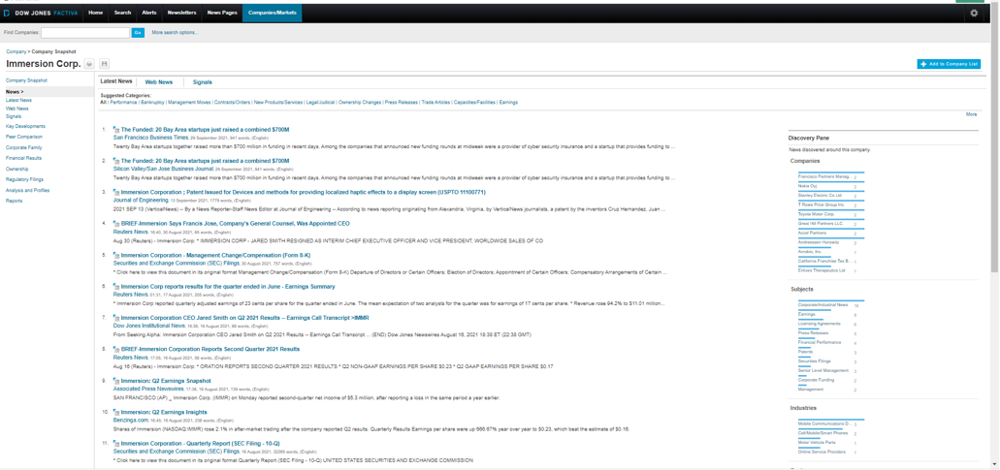 DOW JONES FACTIVA
Home Search Alerts Newsletters News Pages Companies/Markets
Find Companies: Go More search options...
Company > Company Snapshot
Immersion Corp.
Add to Company List
Company Snapshot
News >
Latest News
Web News
Signals
Key Developments
Peer Comparison
Corporate Family
Financial Results
Ownership
Regulatory Filings
Analysis and Profiles
Reports
Latest News Web News Signals
Suggested Categories:
All | Performance | Bankruptcy | Management Moves | Contracts/Orders | New Products/Services | Legal/Judicial | Ownership Changes | Press Releases | Trade Articles | Capacities/Facilities | Earnings
More
1. The Funded: 20 Bay Area startups just raised a combined $700M
San Francisco Business Times, 29 September 2021, 941 words, (English)
Twenty Bay Area startups together raised more than $700 million in funding in recent days. Among the companies that announced new funding rounds at midweek were a provider of cyber security insurance and a startup that provides funding to ...
2. The Funded: 20 Bay Area startups just raised a combined $700M
Silicon Valley/San Jose Business Journal, 29 September 2021, 941 words, (English)
Twenty Bay Area startups together raised more than $700 million in funding in recent days. Among the companies that announced new funding rounds at midweek were a provider of cyber security insurance and a startup that provides funding to ...
3. Immersion Corporation ; Patent Issued for Devices and methods for providing localized haptic effects to a display screen (USPTO 11100771)
Journal of Engineering, 13 September 2021, 1779 words, (English)
2021 SEP 13 (VerticalNews) -- By a News Reporter-Staff News Editor at Journal of Engineering -- According to news reporting originating from Alexandria, Virginia, by VerticalNews journalists, a patent by the inventors Cruz Hernandez, Juan ...
4. BRIEF-Immersion Says Francis Jose, Company's General Counsel, Was Appointed CEO
Reuters News, 16:40, 30 August 2021, 66 words, (English)
Aug 30 (Reuters) - Immersion Corp: * IMMERSION CORP - JARED SMITH RESIGNED AS INTERIM CHIEF EXECUTIVE OFFICER AND VICE PRESIDENT, WORLDWIDE SALES OF CO
5. Immersion Corporation - Management Change/Compensation (Form 8-K)
Securities and Exchange Commission (SEC) Filings, 30 August 2021, 757 words, (English)
* Click here to view this document in its original format Management Change/Compensation (Form 8-K) Departure of Directors or Certain Officers; Election of Directors; Appointment of Certain Officers; Compensatory Arrangements of Certain ...
6. Immersion Corp reports results for the quarter ended in June - Earnings Summary
Reuters News, 01:31, 17 August 2021, 205 words, (English)
* Immersion Corp reported quarterly adjusted earnings of 23 cents per share for the quarter ended in June. The mean expectation of two analysts for the quarter was for earnings of 17 cents per share. * Revenue rose 94.2% to $11.01 million...
7. Immersion Corporation CEO Jared Smith on Q2 2021 Results -- Earnings Call Transcript >IMMR
Dow Jones Institutional News, 18:38, 16 August 2021, 66 words, (English)
From Seeking Alpha: Immersion Corporation CEO Jared Smith on Q2 2021 Results -- Earnings Call Transcript ... (END) Dow Jones Newswires August 16, 2021 18:38 ET (22:38 GMT)
8. BRIEF-Immersion Corporation Reports Second Quarter 2021 Results
Reuters News, 17:05, 16 August 2021, 56 words, (English)
Aug 16 (Reuters) - Immersion Corp: * ORATION REPORTS SECOND QUARTER 2021 RESULTS * Q2 NON-GAAP EARNINGS PER SHARE $0.23 * Q2 GAAP EARNINGS PER SHARE $0.17
9. Immersion: Q2 Earnings Snapshot
Associated Press Newswires, 17:36, 16 August 2021, 139 words, (English)
SAN FRANCISCO (AP) _ Immersion Corp. (IMMR) on Monday reported second-quarter net income of $5.3 million, after reporting a loss in the same period a year earlier.
10. Immersion: Q2 Earnings Insights
Benzinga.com, 16:45, 16 August 2021, 236 words, (English)
Shares of Immersion (NASDAQ:IMMR) rose 2.1% in after-market trading after the company reported Q2 results. Quarterly Results Earnings per share were up 666.67% year over year to $0.23, which beat the estimate of $0.16.
11. Immersion Corporation - Quarterly Report (SEC Filing - 10-Q)
Securities and Exchange Commission (SEC) Filings, 16 August 2021, 32265 words, (English)
* Click here to view this document in its original format Quarterly Report (SEC Filing - 10-Q) UNITED STATES SECURITIES AND EXCHANGE COMMISSION
Discovery Pane
News discovered around this company.
Companies
Francisco Partners Manag...
Nokia Oyj
Stanley Electric Co Ltd
T Rowe Price Group Inc
Toyota Motor Corp
Great Hill Partners LLC
Accel Partners
Andreessen Horowitz
California Franchise Tax B...
Subjects
Corporate/Industrial News
Earnings
Licensing Agreements
Press Releases
Financial Performance
Patents
Securities Filings
Senior Level Management
Corporate Funding
Management
Industries
Mobile Communications D...
Cell/Mobile/Smart Phones
Motor Vehicle Parts
Online Service Providers